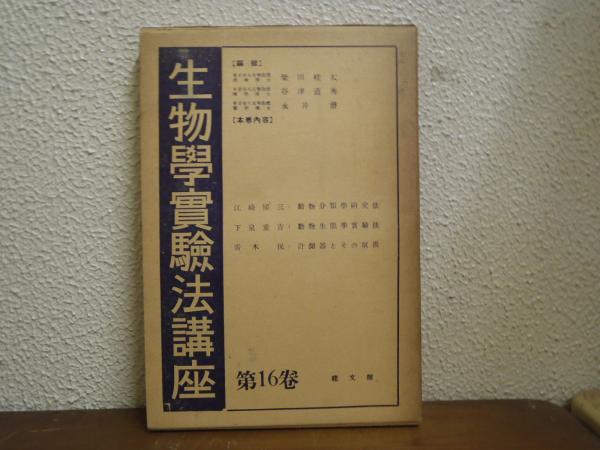 生物學實驗法講座
【編輯】
柴田桂太
谷津直秀
永井潜
【本巻内容】
江崎悌三：動物分類學研究法
下泉重吉：動物生態學實驗法
青木 ：計測器とその原理
第16巻
建文館